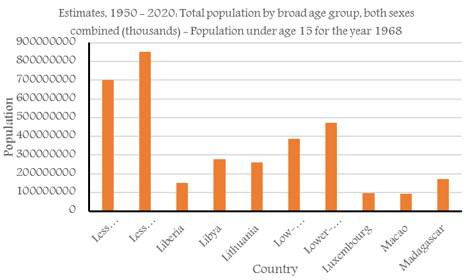 Estimates, 1950 - 2020: Total population by broad age group, both sexes
combined (thousands) - Population under age 15 for the year 1968
900000000
800000000
700000000
600000000
500000000
400000000
300000000
200000000
100000000
0
Population
Less...
Less...
Liberia
Libya
Lithuania
Low-...
Lower-...
Luxembourg
Macao
Madagascar
Country